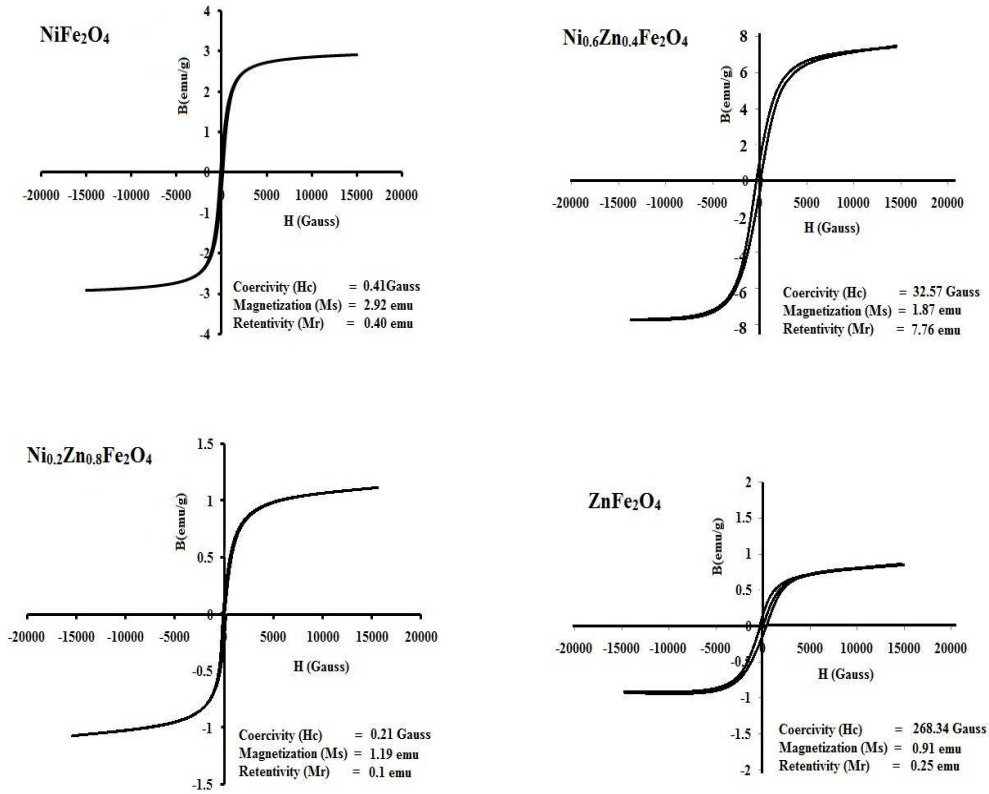 NiFe₂O₄
4
3
2
1
0
-1
-2
-3
-4
B(emu/g)
-20000 -15000 -10000 -5000 0 5000 10000 15000 20000
H (Gauss)
Coercivity (Hc) = 0.41Gauss
Magnetization (Ms) = 2.92 emu
Retentivity (Mr) = 0.40 emu
Ni₀.₆Zn₀.₄Fe₂O₄
8
6
4
2
0
-2
-4
-6
-8
B(emu/g)
-20000 -15000 -10000 -5000 0 5000 10000 15000 20000
H (Gauss)
Coercivity (Hc) = 32.57 Gauss
Magnetization (Ms) = 1.87 emu
Retentivity (Mr) = 7.76 emu
Ni₀.₂Zn₀.₈Fe₂O₄
1.5
1
0.5
0
-0.5
-1
-1.5
B(emu/g)
-20000 -15000 -10000 -5000 0 5000 10000 15000 20000
H (Gauss)
Coercivity (Hc) = 0.21 Gauss
Magnetization (Ms) = 1.19 emu
Retentivity (Mr) = 0.1 emu
ZnFe₂O₄
2
1.5
1
0.5
0
-0.5
-1
-1.5
-2
B(emu/g)
-20000 -15000 -10000 -5000 0 5000 10000 15000 20000
H (Gauss)
Coercivity (Hc) = 268.34 Gauss
Magnetization (Ms) = 0.91 emu
Retentivity (Mr) = 0.25 emu